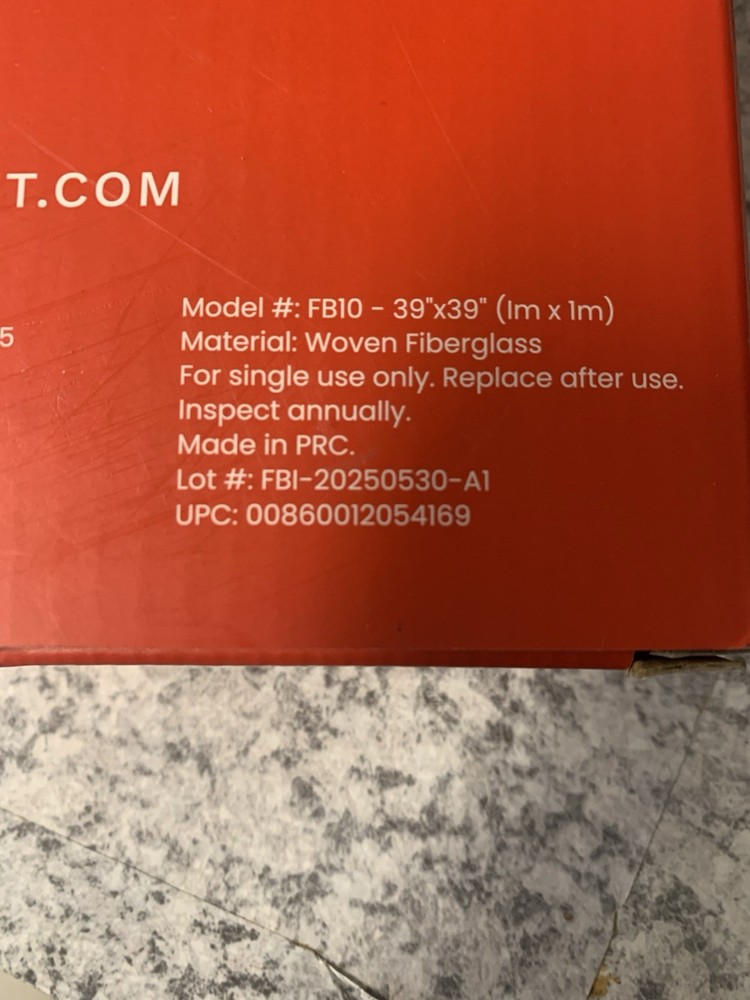 T.COM
5
Model #: FB10 - 39"x39" (1m x 1m)
Material: Woven Fiberglass
For single use only. Replace after use.
Inspect annually.
Made in PRC.
Lot #: FBI-20250530-A1
UPC: 00860012054169